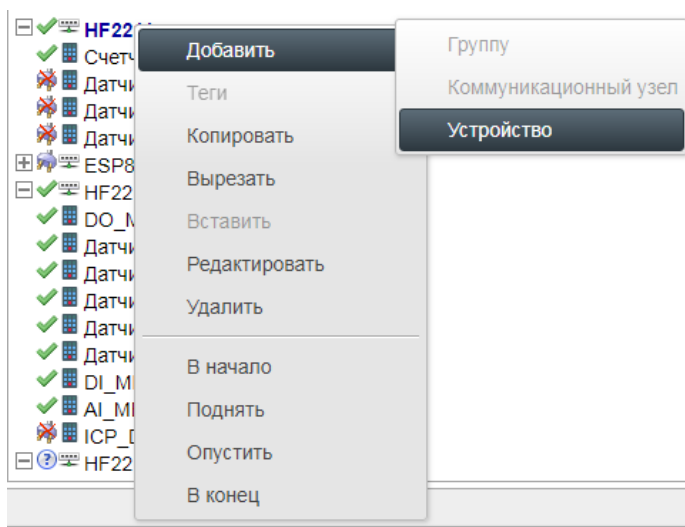 HF22
Счетч
Датчи
Датчи
Датчи
ESP8
HF22
DO_M
Датчи
Датчи
Датчи
Датчи
Датчи
DI_M
AI_MI
ICP_D
HF22
Добавить
Теги
Копировать
Вырезать
Вставить
Редактировать
Удалить
В начало
Поднять
Опустить
В конец
Группу
Коммуникационный узел
Устройство